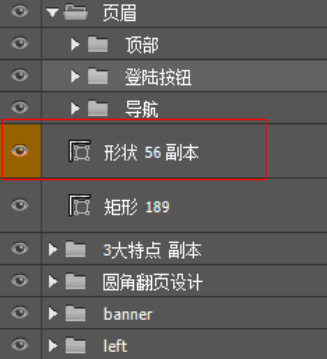 页眉
顶部
登陆按钮
导航
形状 56 副本
矩形 189
3大特点 副本
圆角翻页设计
banner
left